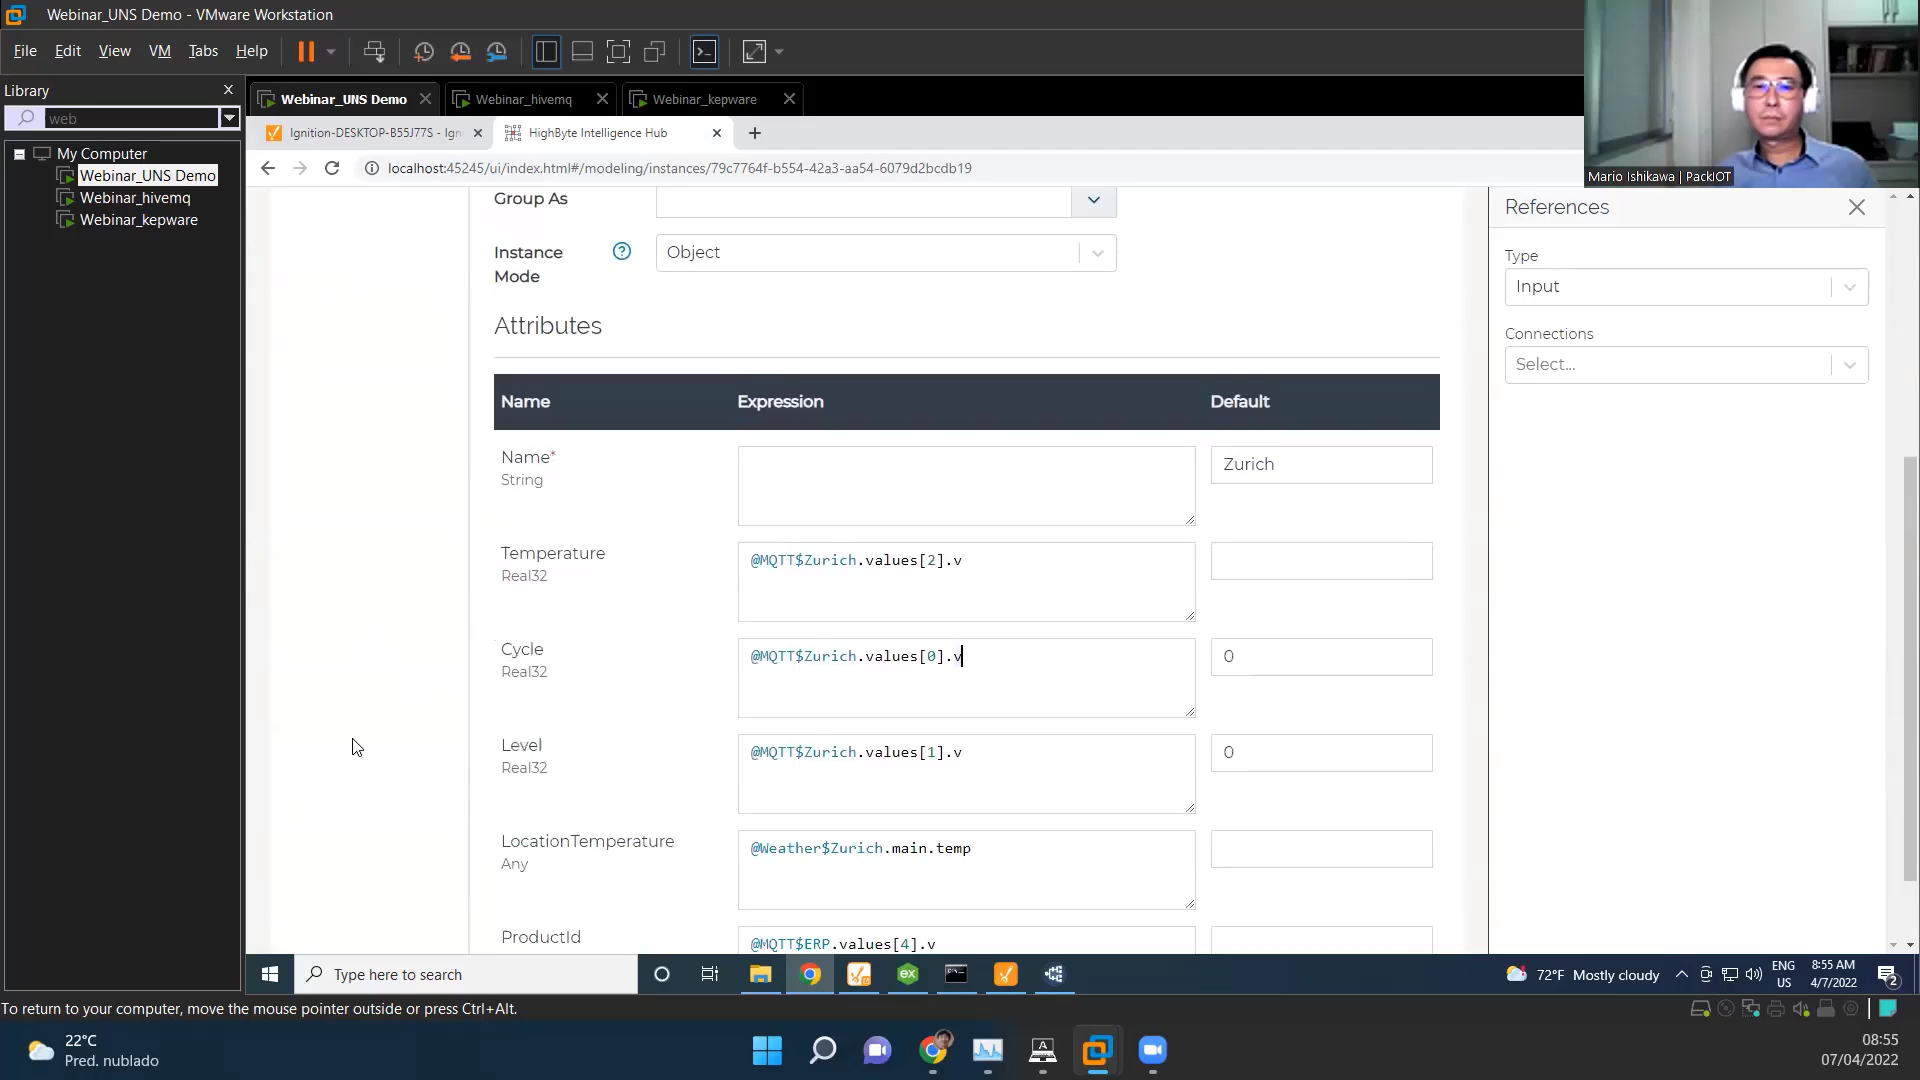 Webinar_UNS Demo - VMware Workstation
File Edit View VM Tabs Help
Library
web
My Computer
Webinar_UNS Demo
Webinar_hivemq
Webinar_kepware
Webinar_UNS Demo
Webinar_hivemq
Webinar_kepware
Ignition-DESKTOP-B55J77S - Ign
HighByte Intelligence Hub
localhost:45245/ui/index.html#/modeling/instances/79c7764f-b554-42a3-aa54-6079d2bcdb19
Mario Ishikawa | PackIOT
Group As
Instance
Mode
Object
Attributes
Name Expression Default
Name*
String
Zurich
Temperature
Real32
@MQTT$Zurich.values[2].v
Cycle
Real32
@MQTT$Zurich.values[0].v
0
Level
Real32
@MQTT$Zurich.values[1].v
0
LocationTemperature
Any
@Weather$Zurich.main.temp
ProductId
@MQTT$ERP.values[4].v
References
Type
Input
Connections
Select...
Type here to search
72°F Mostly cloudy
ENG
US
8:55 AM
4/7/2022
2
To return to your computer, move the mouse pointer outside or press Ctrl+Alt.
22°C
Pred. nublado
08:55
07/04/2022